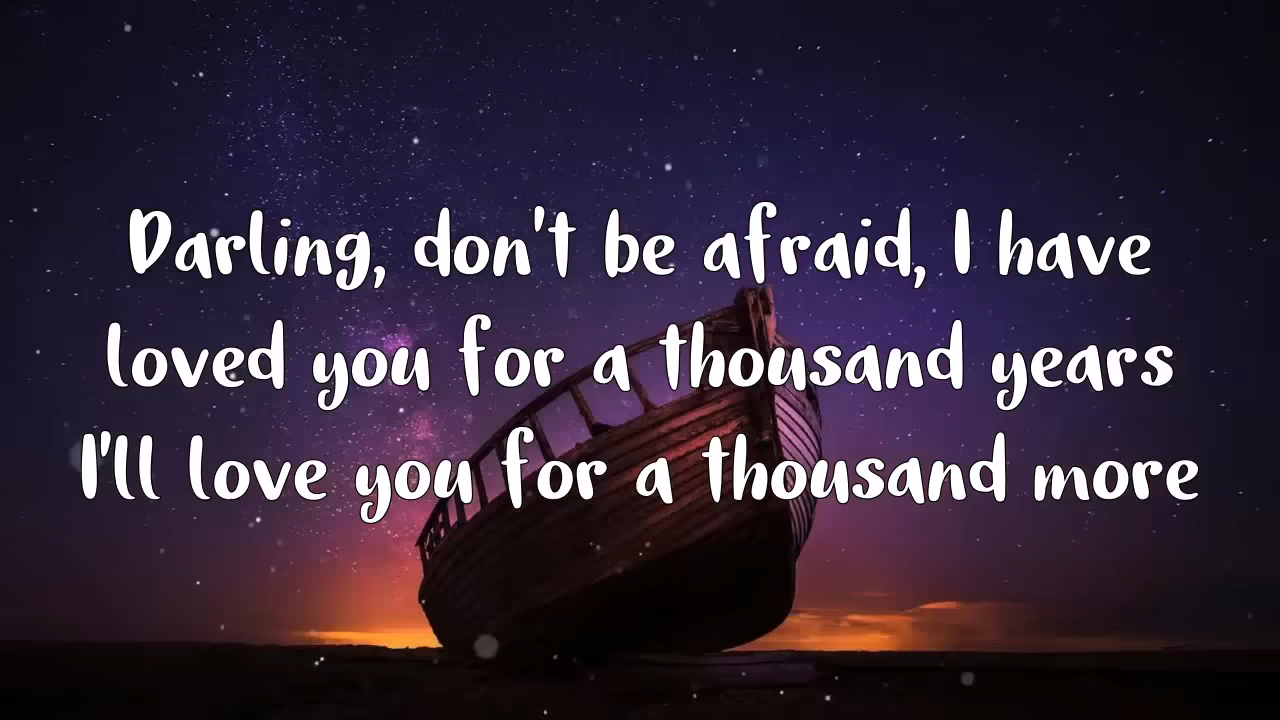 Darling, don't be afraid, I have
loved you for a thousand years
I'll love you for a thousand more